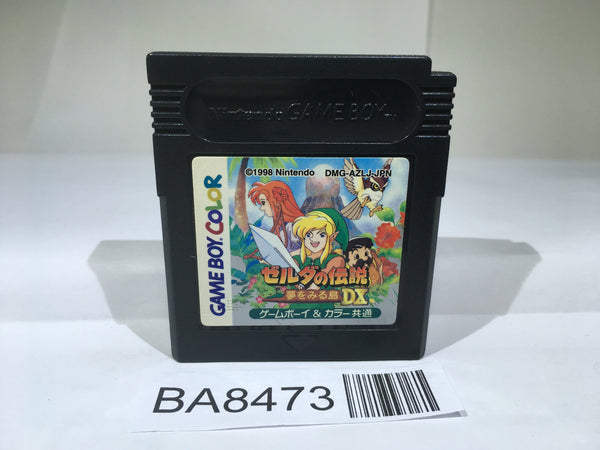 Nintendo GAME BOY TM
©1998 Nintendo DMG-AZLJ-JPN
GAME BOY COLOR
ゼルダの伝説
夢をみる島 DX
ゲームボーイ & カラー 共通
BA8473